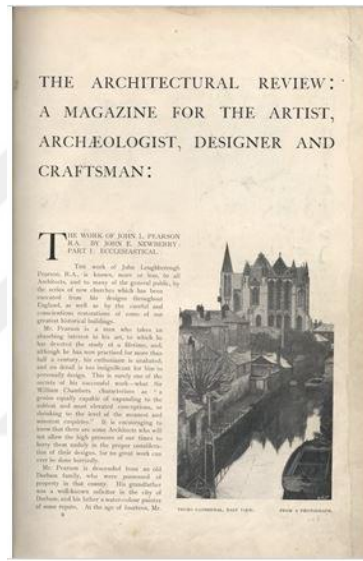 THE ARCHITECTURAL REVIEW:
A MAGAZINE FOR THE ARTIST,
ARCHÆOLOGIST, DESIGNER AND
CRAFTSMAN:
THE WORK OF JOHN L. PEARSON
R.A. BY JOHN E. NEWBERRY
PART I: ECCLESIASTICAL
THE work of John Loughborough
Pearson, R.A., is known, more or less, to all
Architects, and to many of the general public, by
the series of new churches which has been
executed from his designs throughout
England, as well as by the careful and
conscientious restorations of some of our
greatest historical buildings.
Mr. Pearson is a man who takes an
absorbing interest in his art, to which he
has devoted the study of a lifetime, and,
although he has now practised for more than
half a century, his enthusiasm is unabated,
and no detail is too insignificant for him to
personally design. This is surely one of the
secrets of his successful work—what Sir
William Chambers characterises as "a
genius equally capable of expanding to the
noblest and most elevated conceptions, or
shrinking to the level of the meanest and
minutest enquiries." It is encouraging to
know that there are some Architects who will
not allow the high pressure of our times to
force them unduly in the proper consideration
of their designs, for no great work can
ever be done hurriedly.
Mr. Pearson is descended from an old
Durham family, who were possessed of
property in that county. His grandfather
was a well-known solicitor in the city of
Durham, and his father a water-colour painter
of some repute. At the age of fourteen, Mr.
TRURO CATHEDRAL, EAST VIEW.
FROM A PHOTOGRAPH.